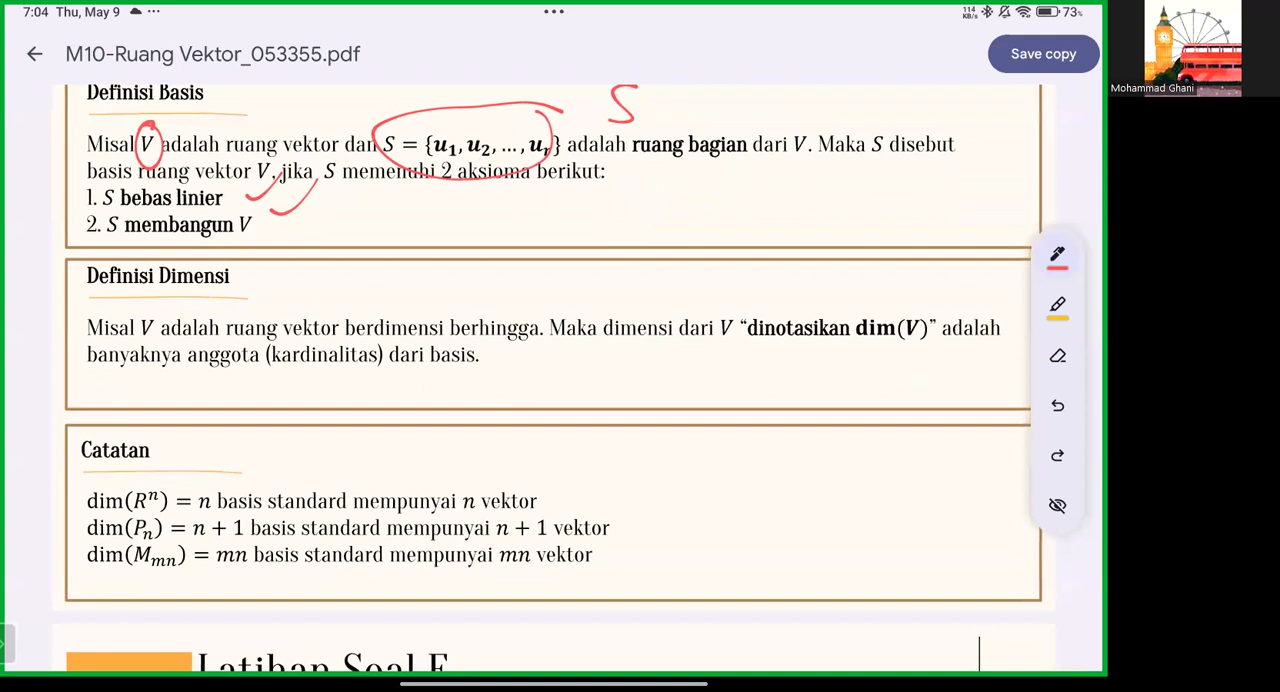 7:04 Thu, May 9
114 KB/s 73%
M10-Ruang Vektor_053355.pdf
Save copy
Mohammad Ghani
Definisi Basis
S
Misal V adalah ruang vektor dan S = {u₁, u₂, … , uᵣ} adalah ruang bagian dari V. Maka S disebut
basis ruang vektor V, jika S memenuhi 2 aksioma berikut:
1. S bebas linier
2. S membangun V
Definisi Dimensi
Misal V adalah ruang vektor berdimensi berhingga. Maka dimensi dari V “dinotasikan dim(V)” adalah
banyaknya anggota (kardinalitas) dari basis.
Catatan
dim(Rⁿ) = n basis standard mempunyai n vektor
dim(Pₙ) = n + 1 basis standard mempunyai n + 1 vektor
dim(Mₘₙ) = mn basis standard mempunyai mn vektor
Latihan Soal E